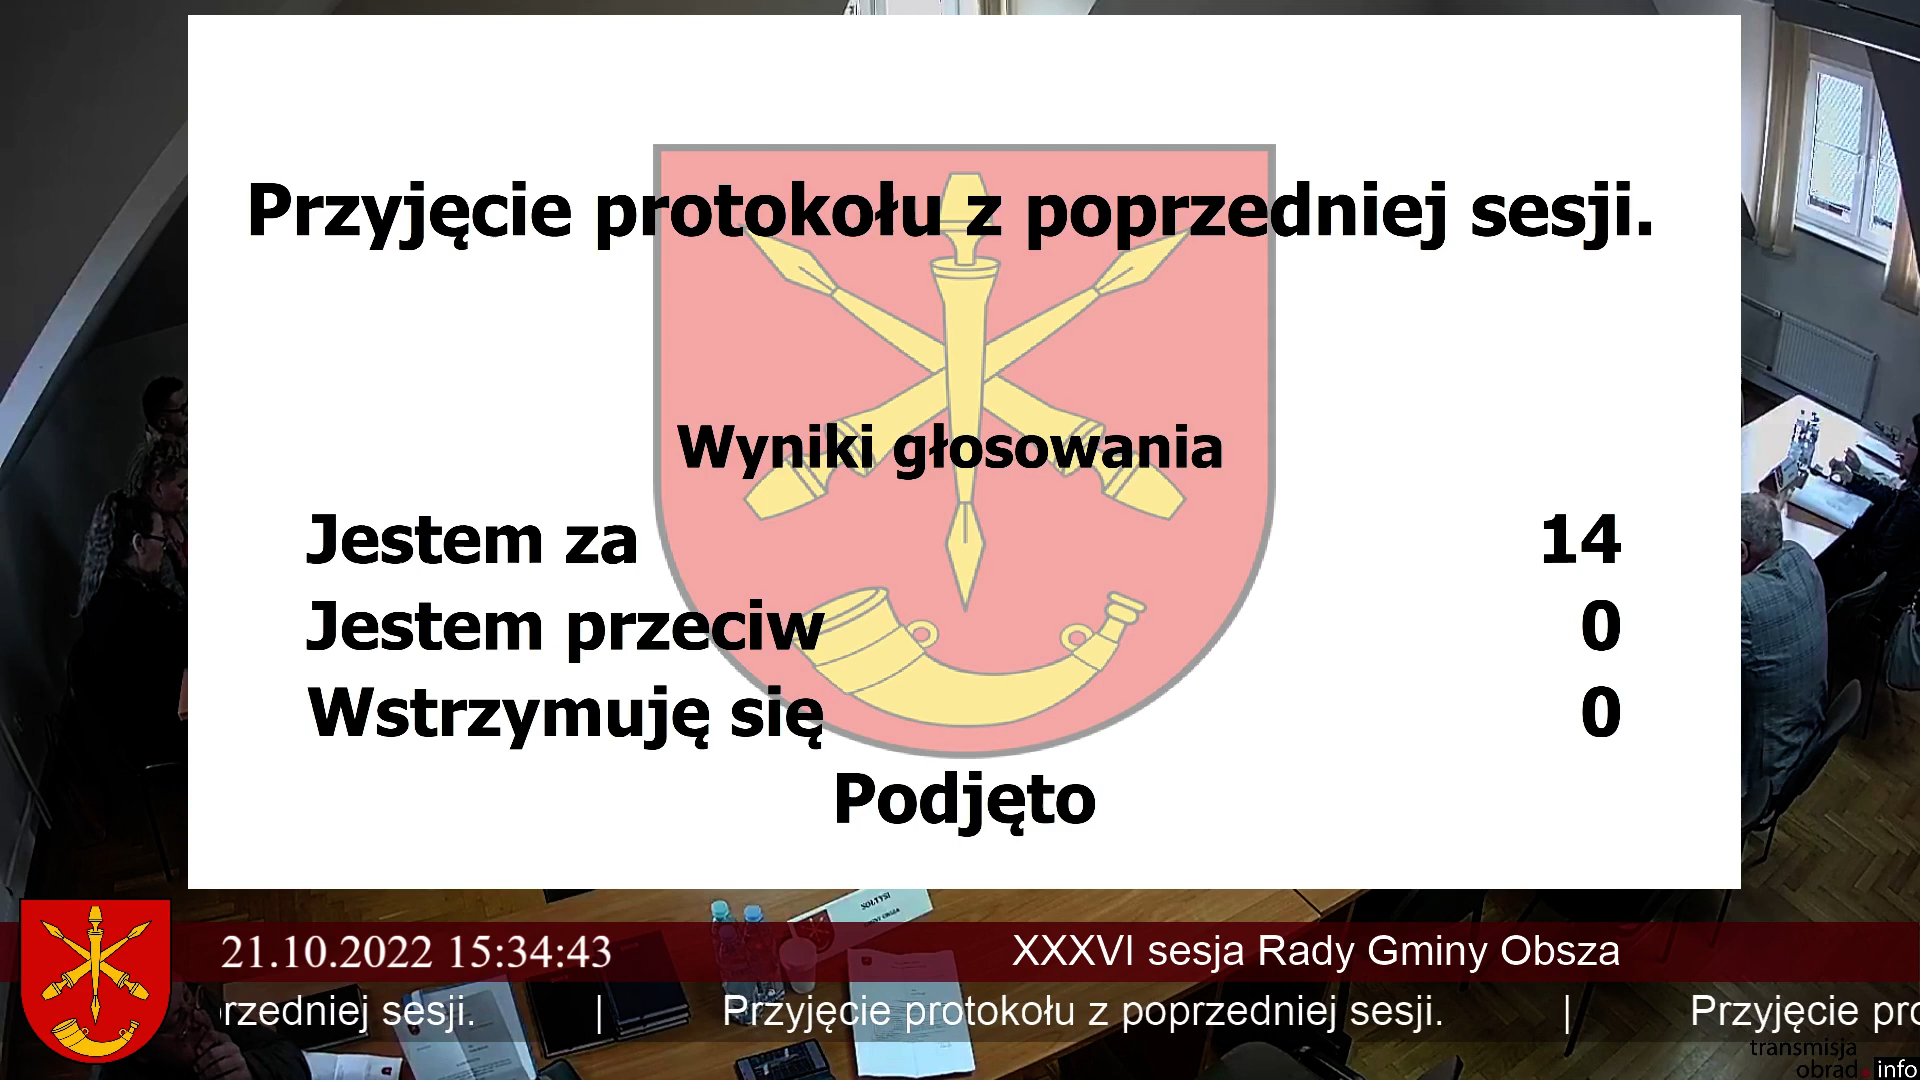 Przyjęcie protokołu z poprzedniej sesji.
Wyniki głosowania
Jestem za 14
Jestem przeciw 0
Wstrzymuję się 0
Podjęto
SOŁTYSI
21.10.2022 15:34:43 XXXVI sesja Rady Gminy Obsza
rzedniej sesji. | Przyjęcie protokołu z poprzedniej sesji. | Przyjęcie pro
transmisja
obrad.info